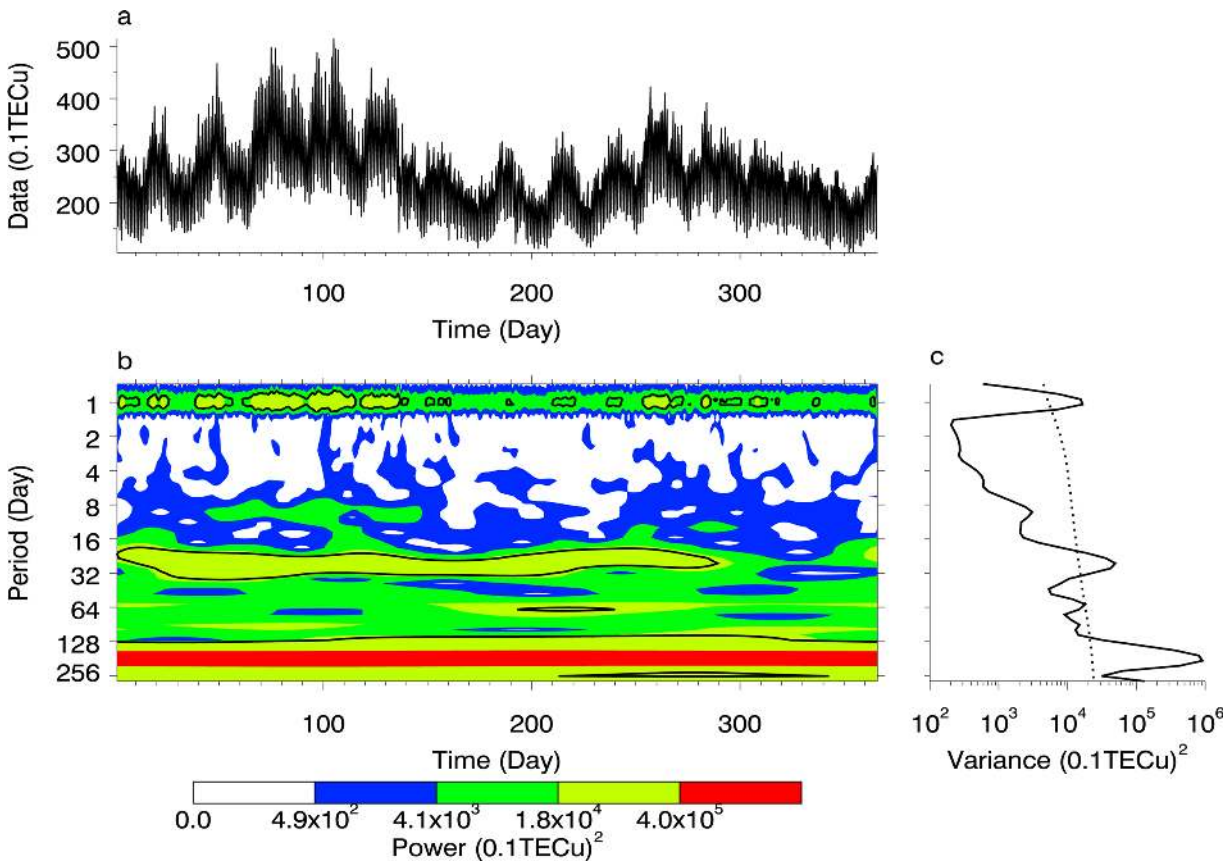 a
500
400
300
200
Data (0.1TECu)
100 200 300
Time (Day)
b
c
1
2
4
8
16
32
64
128
256
Period (Day)
100 200 300
Time (Day)
10^2 10^3 10^4 10^5 10^6
Variance (0.1TECu)^2
0.0 4.9x10^2 4.1x10^3 1.8x10^4 4.0x10^5
Power (0.1TECu)^2